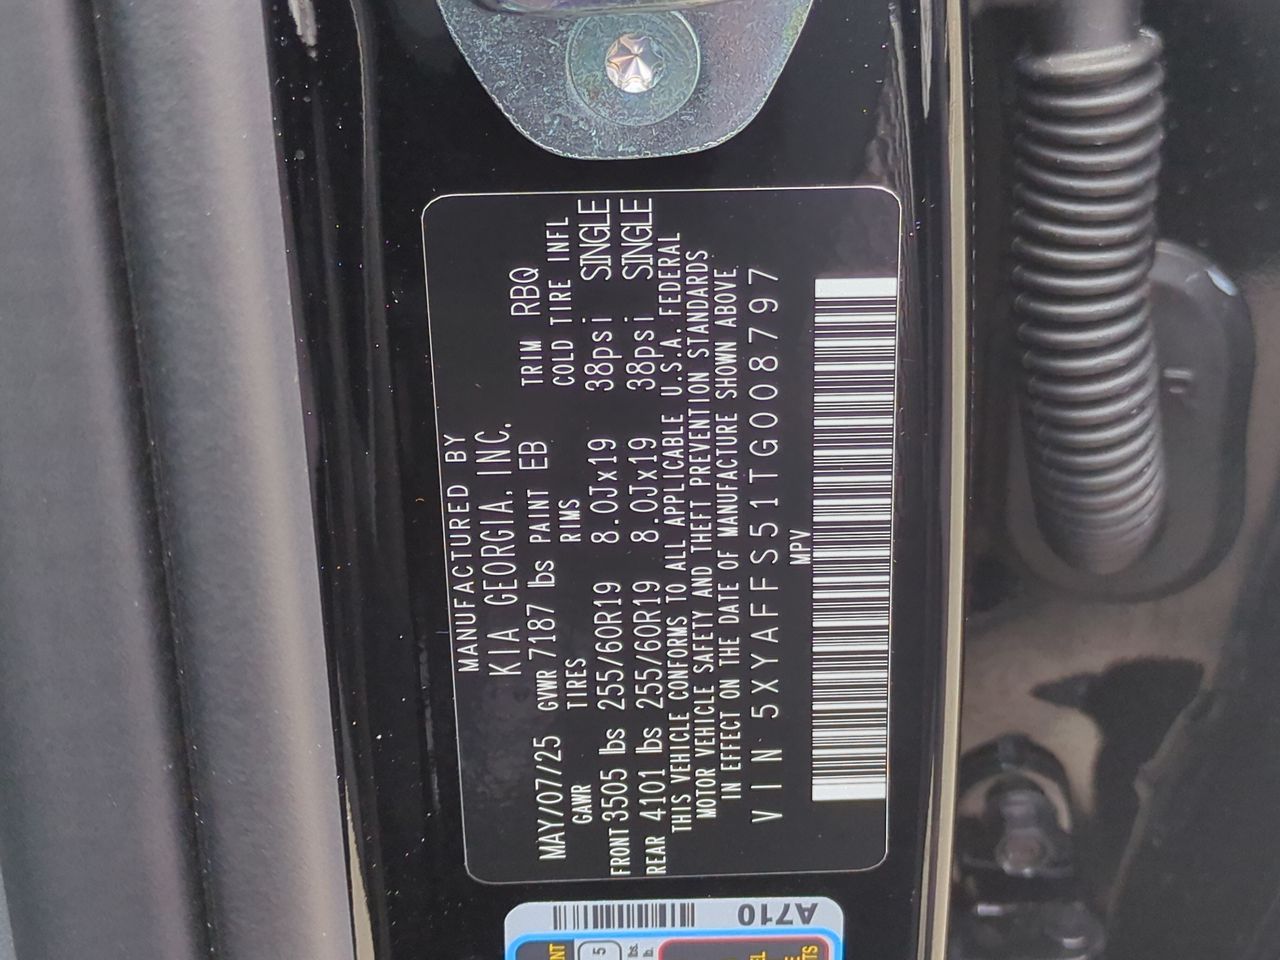 MANUFACTURED BY
KIA GEORGIA, INC.
MAY/07/25 GVWR 7187 lbs PAINT EB TRIM RBQ
GAWR TIRES RIMS COLD TIRE INFL
FRONT 3505 lbs 255/60R19 8.0Jx19 38psi SINGLE
REAR 4101 lbs 255/60R19 8.0Jx19 38psi SINGLE
THIS VEHICLE CONFORMS TO ALL APPLICABLE U.S.A. FEDERAL
MOTOR VEHICLE SAFETY AND THEFT PREVENTION STANDARDS
IN EFFECT ON THE DATE OF MANUFACTURE SHOWN ABOVE.
VIN 5XYAFFS51TG008797
MPV
A710